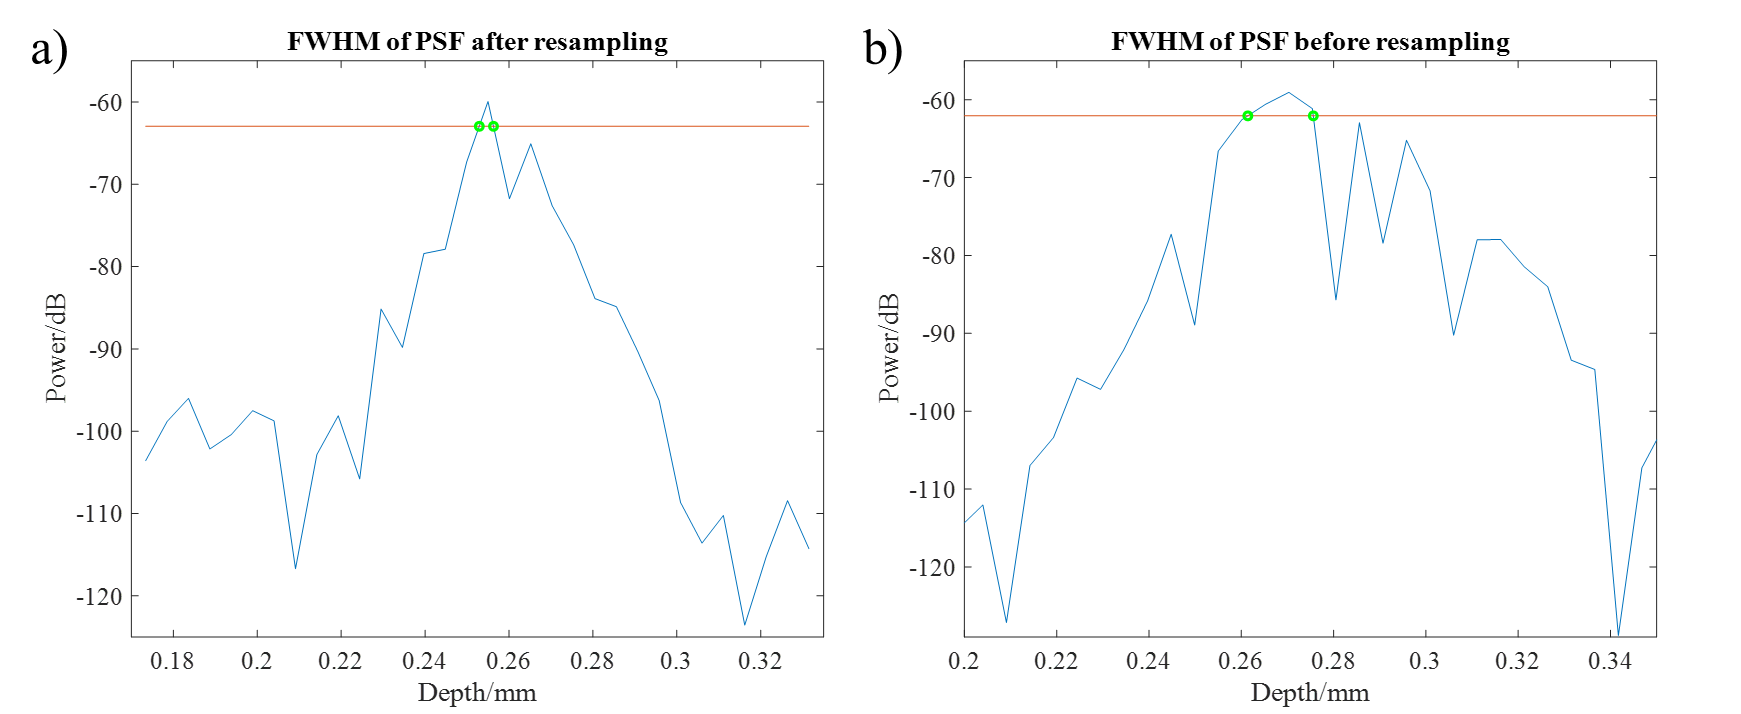 a)
FWHM of PSF after resampling
-60
-70
-80
-90
-100
-110
-120
Power/dB
0.18 0.2 0.22 0.24 0.26 0.28 0.3 0.32
Depth/mm
b)
FWHM of PSF before resampling
-60
-70
-80
-90
-100
-110
-120
Power/dB
0.2 0.22 0.24 0.26 0.28 0.3 0.32 0.34
Depth/mm